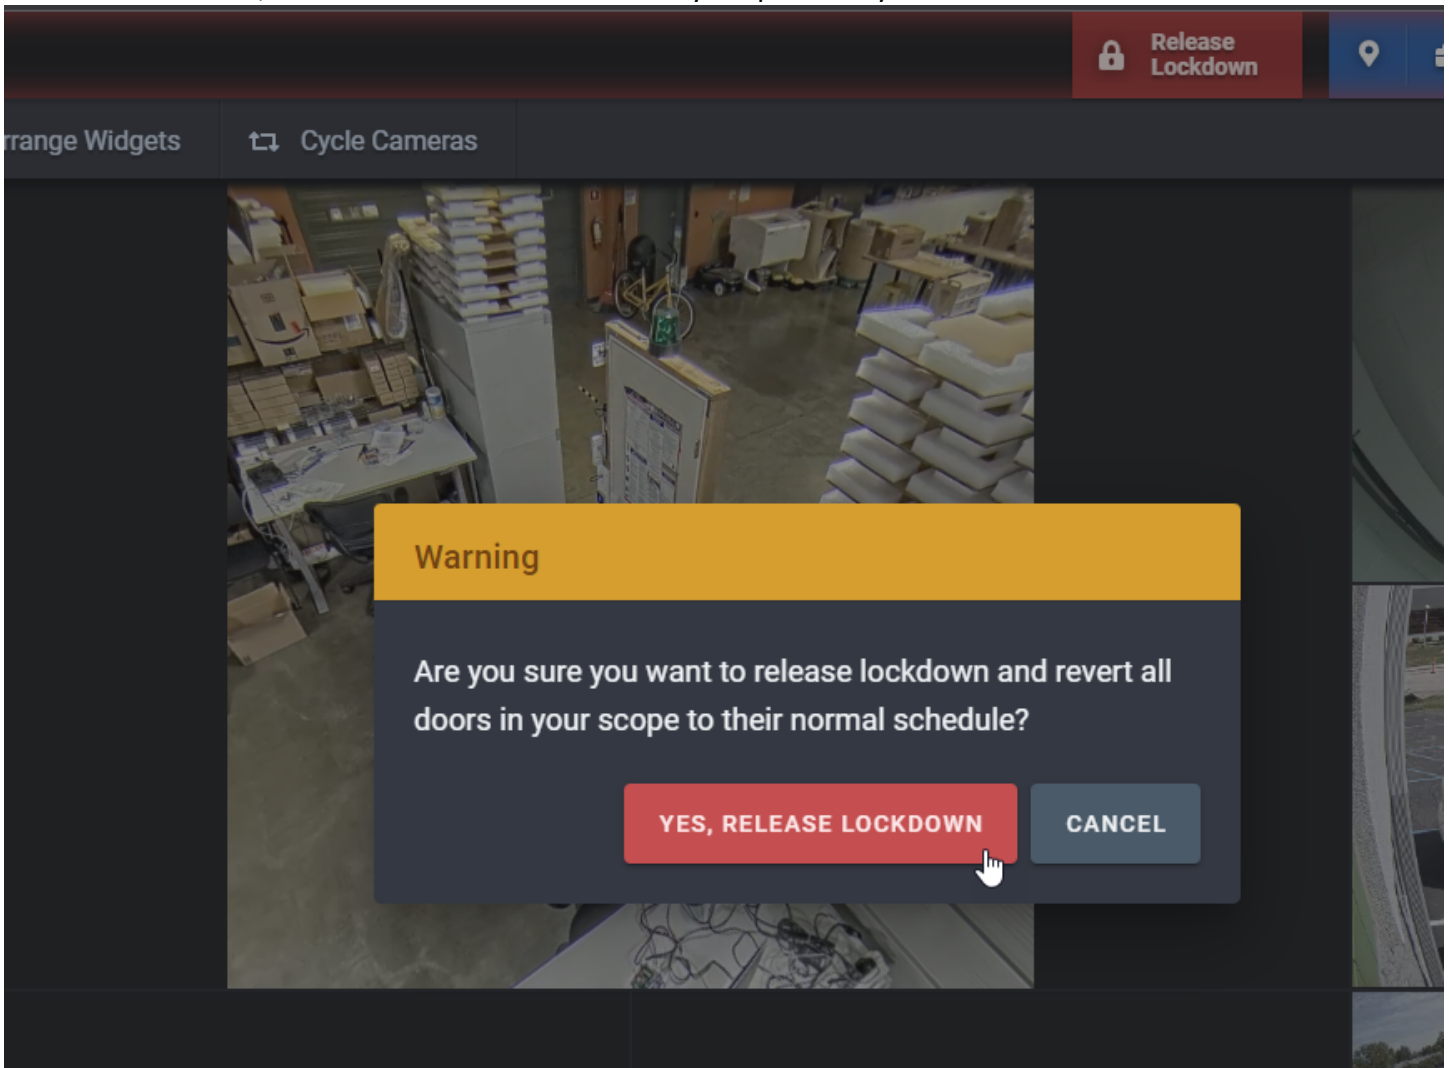 Release
Lockdown
rrange Widgets
Cycle Cameras
Warning
Are you sure you want to release lockdown and revert all
doors in your scope to their normal schedule?
YES, RELEASE LOCKDOWN
CANCEL